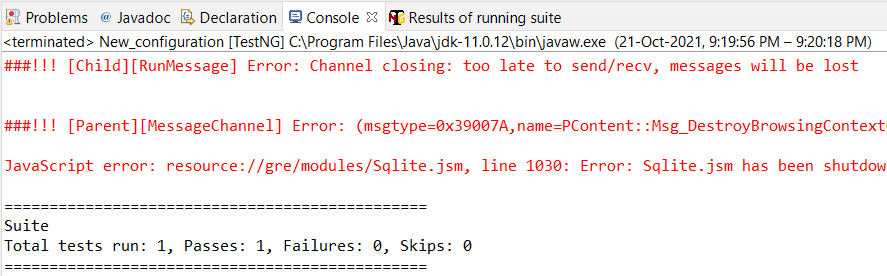 Problems @ Javadoc Declaration Console Results of running suite
<terminated> New_configuration [TestNG] C:\Program Files\Java\jdk-11.0.12\bin\javaw.exe (21-Oct-2021, 9:19:56 PM – 9:20:18 PM)
###!!! [Child][RunMessage] Error: Channel closing: too late to send/recv, messages will be lost
###!!! [Parent][MessageChannel] Error: (msgtype=0x39007A,name=PContent::Msg_DestroyBrowsingContext
JavaScript error: resource://gre/modules/Sqlite.jsm, line 1030: Error: Sqlite.jsm has been shutdow
===============================================
Suite
Total tests run: 1, Passes: 1, Failures: 0, Skips: 0
===============================================